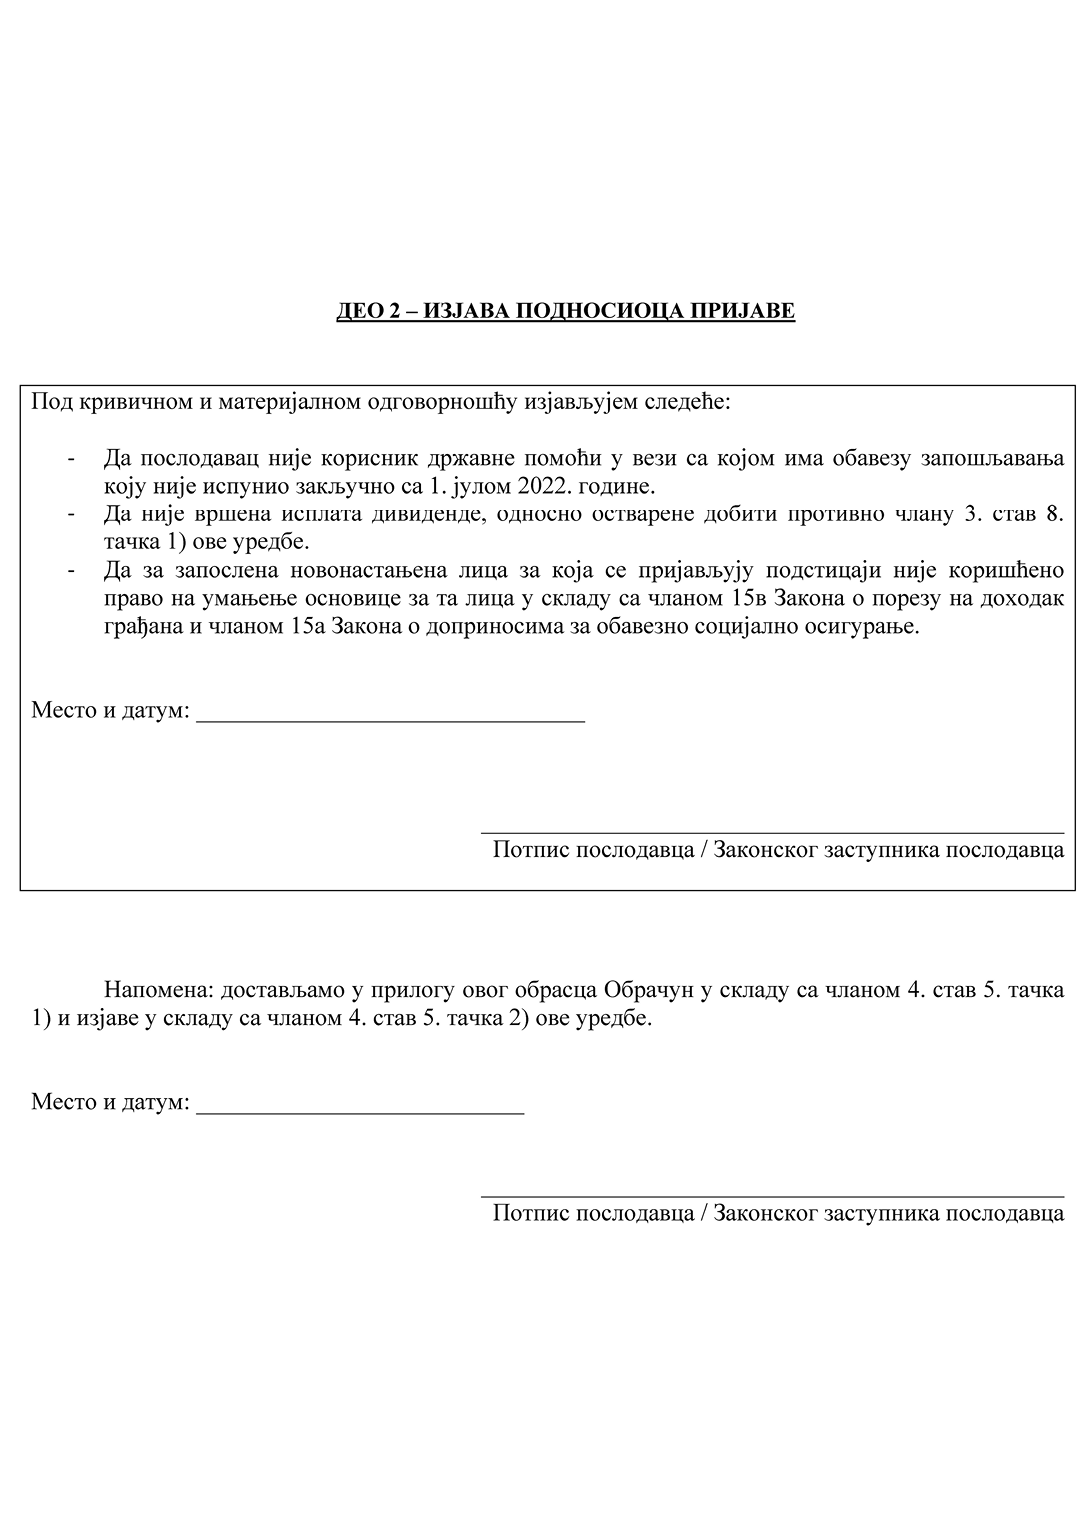 ДЕО 2 – ИЗЈАВА ПОДНОСИОЦА ПРИЈАВЕ
Под кривичном и материјалном одговорношћу изјављујем следеће:
- Да послодавац није корисник државне помоћи у вези са којом има обавезу запошљавања
коју није испунио закључно са 1. јулом 2022. године.
- Да није вршена исплата дивиденде, односно остварене добити противно члану 3. став 8.
тачка 1) ове уредбе.
- Да за запослена новонастањена лица за која се пријављују подстицаји није коришћено
право на умањење основице за та лица у складу са чланом 15в Закона о порезу на доходак
грађана и чланом 15а Закона о доприносима за обавезно социјално осигурање.
Место и датум: ________________________________
Потпис послодавца / Законског заступника послодавца
Напомена: достављамо у прилогу овог обрасца Обрачун у складу са чланом 4. став 5. тачка
1) и изјаве у складу са чланом 4. став 5. тачка 2) ове уредбе.
Место и датум: ___________________________
Потпис послодавца / Законског заступника послодавца